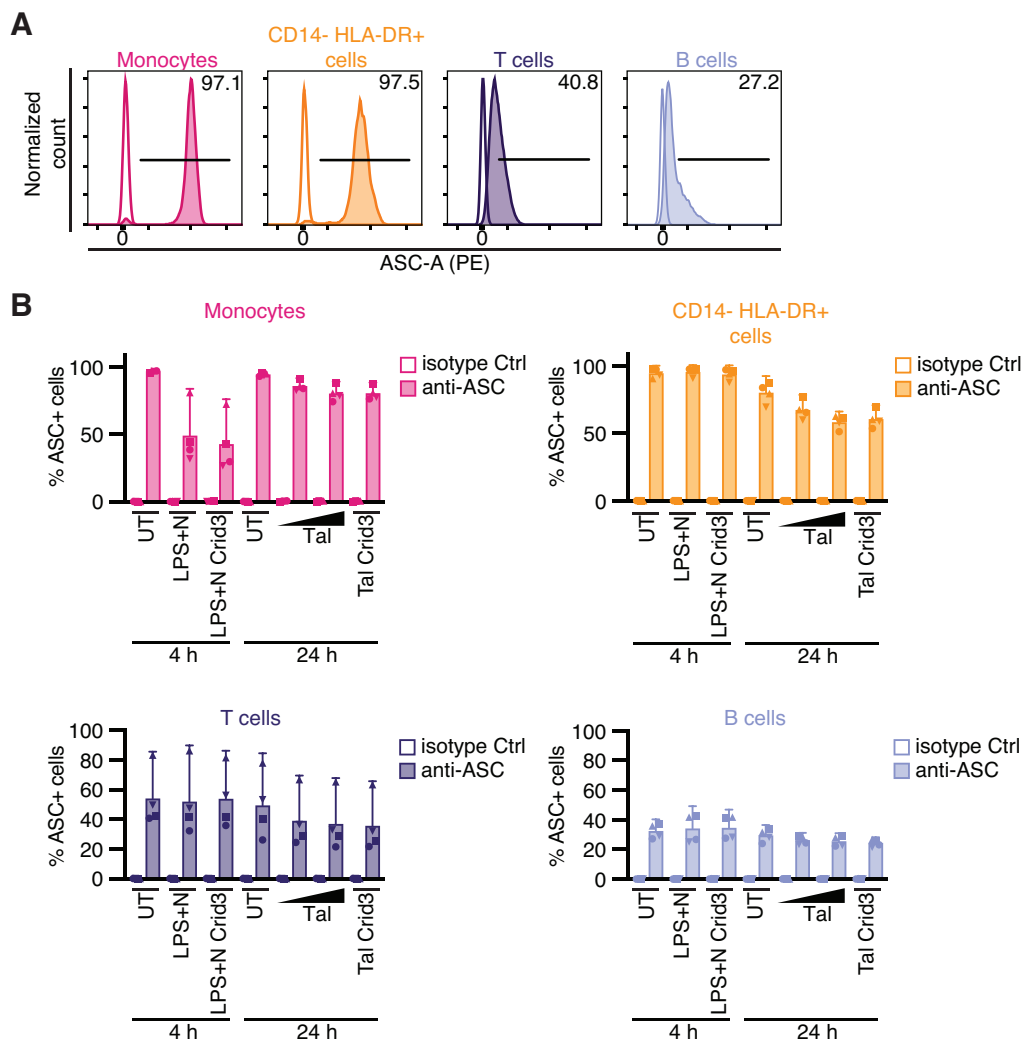 A
Monocytes
CD14- HLA-DR+
cells
T cells
B cells
97.1
97.5
40.8
27.2
Normalized
count
0
0
0
0
ASC-A (PE)
B
Monocytes
% ASC+ cells
100
50
0
isotype Ctrl
anti-ASC
UT
LPS+N
LPS+N Crid3
UT
Tal
Tal Crid3
4 h
24 h
CD14- HLA-DR+
cells
% ASC+ cells
100
50
0
isotype Ctrl
anti-ASC
UT
LPS+N
LPS+N Crid3
UT
Tal
Tal Crid3
4 h
24 h
T cells
% ASC+ cells
100
80
60
40
20
0
isotype Ctrl
anti-ASC
UT
LPS+N
LPS+N Crid3
UT
Tal
Tal Crid3
4 h
24 h
B cells
% ASC+ cells
100
80
60
40
20
0
isotype Ctrl
anti-ASC
UT
LPS+N
LPS+N Crid3
UT
Tal
Tal Crid3
4 h
24 h